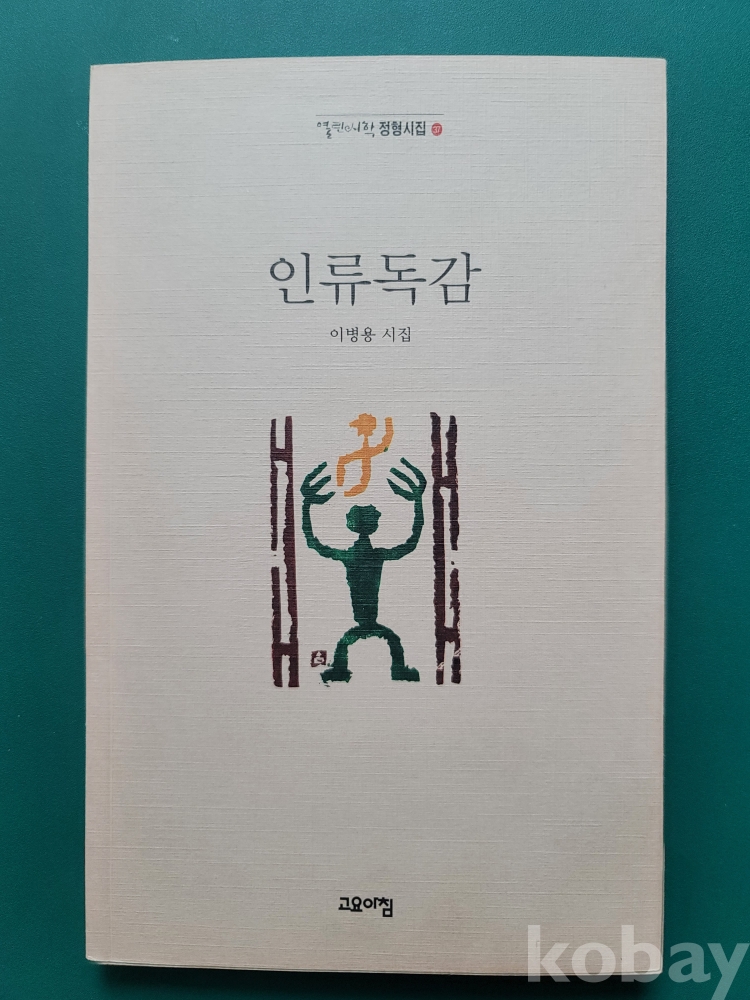 열린시학 정형시집 37
인류독감
이병용 시집
고요아침
kobay